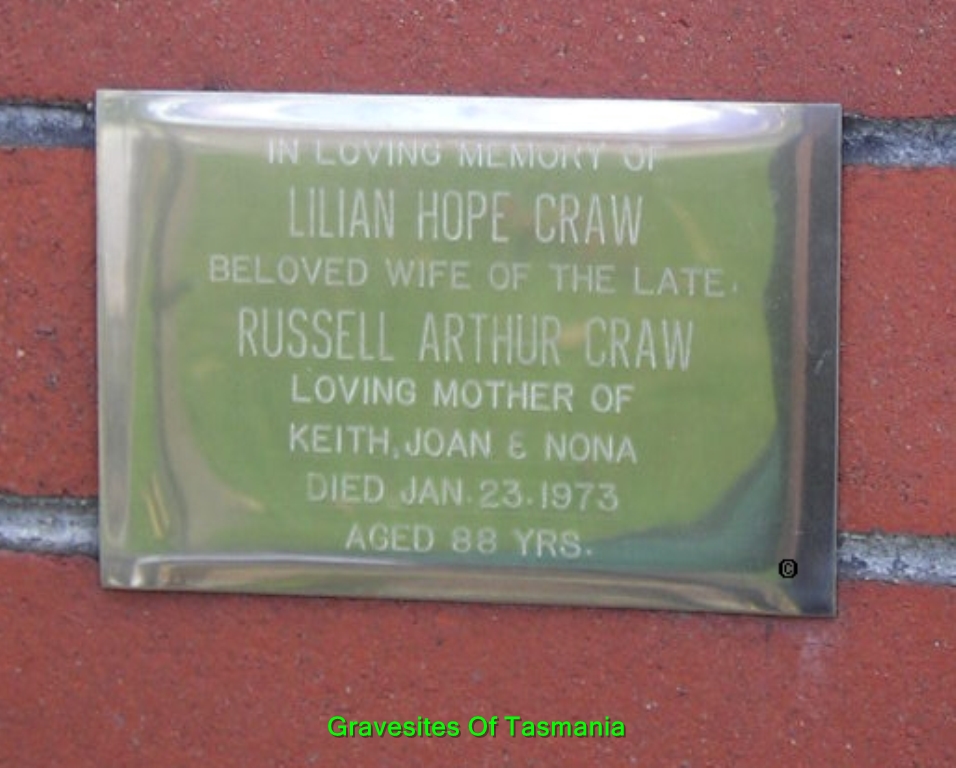 IN LOVING MEMORY OF
LILIAN HOPE CRAW
BELOVED WIFE OF THE LATE.
RUSSELL ARTHUR CRAW
LOVING MOTHER OF
KEITH, JOAN & NONA
DIED JAN. 23. 1973
AGED 88 YRS.
©
Gravesites Of Tasmania